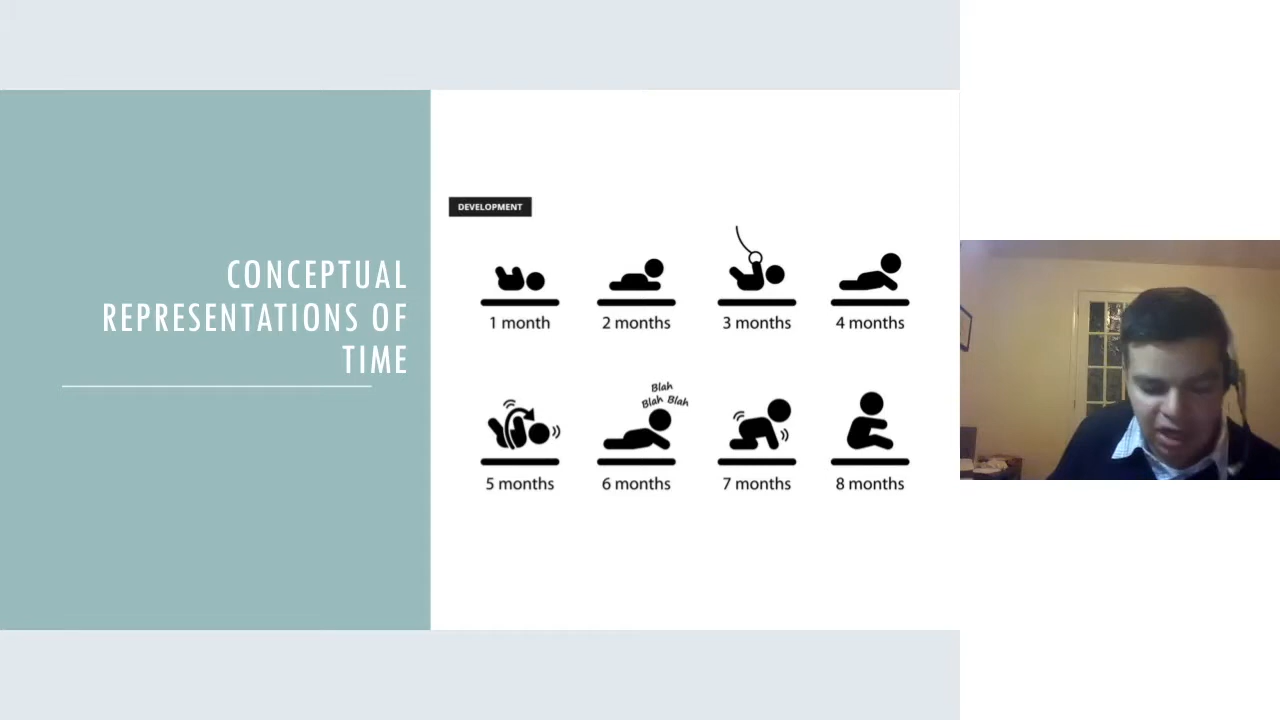 CONCEPTUAL
REPRESENTATIONS OF
TIME
DEVELOPMENT
1 month
2 months
3 months
4 months
Blah
Blah Blah
5 months
6 months
7 months
8 months